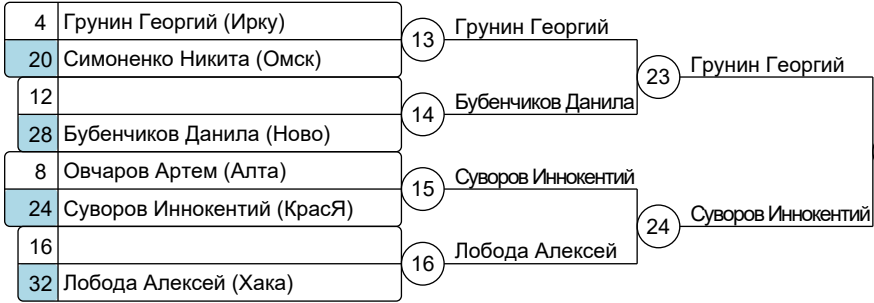 4 Грунин Георгий (Ирку)
13 Грунин Георгий
20 Симоненко Никита (Омск)
23 Грунин Георгий
12
14 Бубенчиков Данила
28 Бубенчиков Данила (Ново)
8 Овчаров Артем (Алта)
15 Суворов Иннокентий
24 Суворов Иннокентий (КрасЯ)
24 Суворов Иннокентий
16
16 Лобода Алексей
32 Лобода Алексей (Хака)